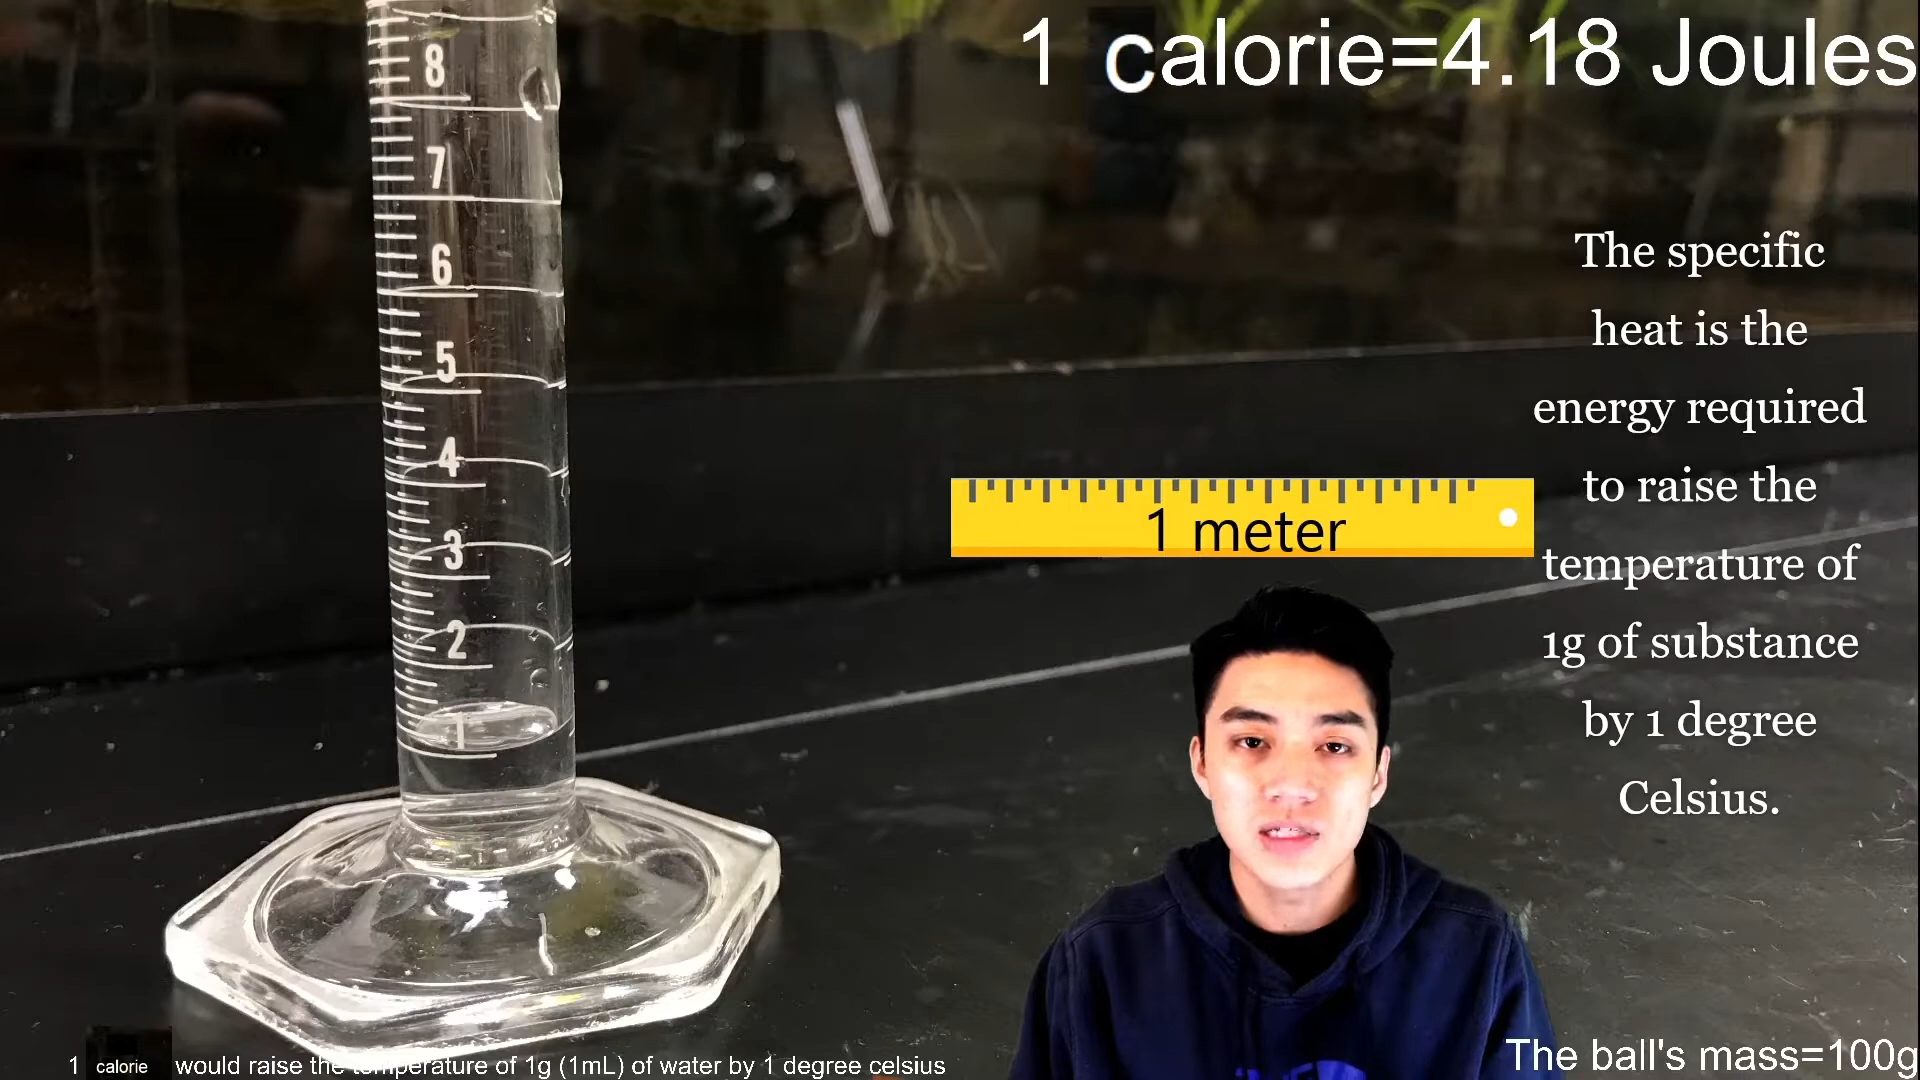 1 calorie=4.18 Joules
8
7
6
5
4
3
2
1
The specific
heat is the
energy required
to raise the
temperature of
1g of substance
by 1 degree
Celsius.
1 meter
1 calorie would raise the temperature of 1g (1mL) of water by 1 degree celsius
The ball's mass=100g